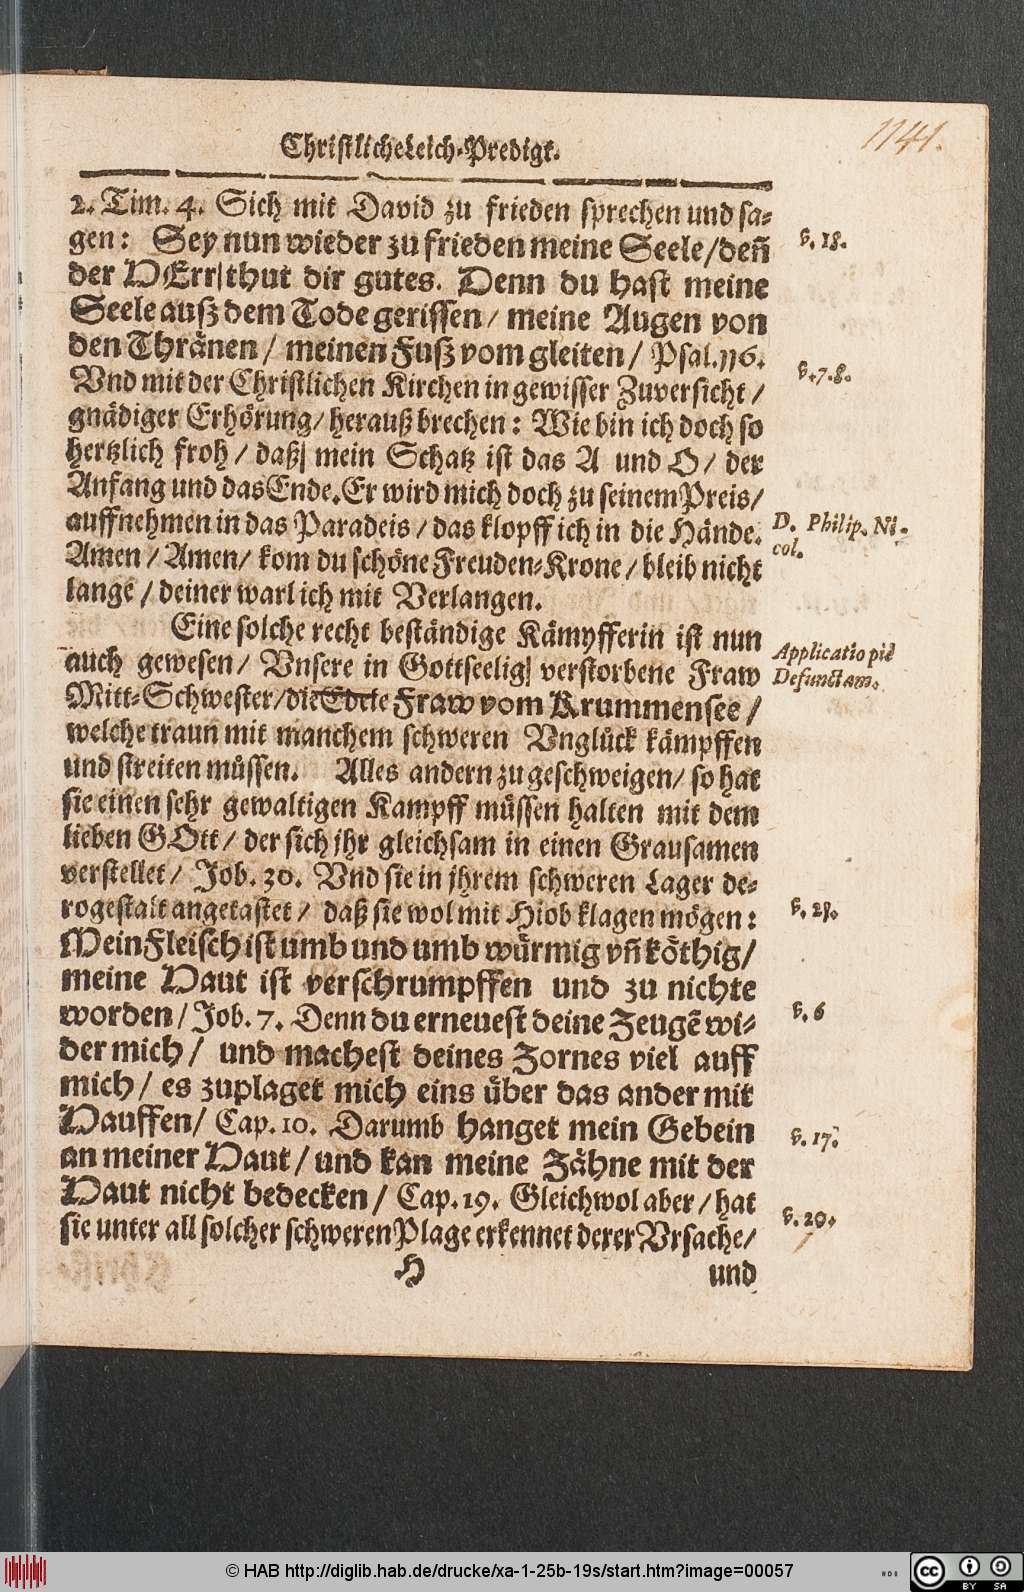 1141.
Christliche Leich-Predigt.
2. Tim. 4. Sich mit David zu frieden sprechen und sa-
gen: Sey nun wieder zu frieden meine Seele/deñ
der HErr thut dir gutes. Denn du hast meine
Seele außz dem Tode gerissen/ meine Augen von
den Thränen/ meinen Fußz vom gleiten/ Psal. 116.
Vnd mit der Christlichen Kirchen in gewisser Zuversicht/
gnädiger Erhörung/ herauß brechen: Wie bin ich doch so
hertzlich froh/ daß mein Schatz ist das A und O/ der
Anfang und das Ende. Er wird mich doch zu seinem Preis/
auffnehmen in das Paradeis/ das klopff ich in die Hände.
Amen/ Amen/ kom du schöne Freuden-Krone/ bleib nicht
lange/ deiner wart ich mit Verlangen.
Eine solche recht beständige Kämpfferin ist nun
auch gewesen/ Vnsere in Gottseelig verstorbene Fraw
Mitt-Schwester/die Edele Fraw vom Krummensee/
welche traun mit manchem schweren Vnglück kämpffen
und streiten müssen. Alles andern zu geschweigen/ so hat
sie einen sehr gewaltigen Kampff müssen halten mit dem
lieben GOtt/ der sich jhr gleichsam in einen Grausamen
verstellet/ Job. 30. Vnd sie in jhrem schweren Lager de-
rogestalt angetastet/ daß sie wol mit Hiob klagen mögen:
Mein Fleisch ist umb und umb würmig vñ köthig/
meine Haut ist verschrumpffen und zu nichte
worden/ Job. 7. Denn du erneuest deine Zeugẽ wi-
der mich/ und machest deines Zornes viel auff
mich/ es zuplaget mich eins über das ander mit
Hauffen/ Cap. 10. Darumb hanget mein Gebein
an meiner Haut/ und kan meine Zähne mit der
Haut nicht bedecken/ Cap. 19. Gleichwol aber/ hat
sie unter all solcher schweren Plage erkennet derer Vrsache/
H
und
v. 18.
v. 7. 8.
D. Philip. Ni-
col.
Applicatio piè
Defunctam.
v. 21.
v. 6
v. 17.
v. 20.
© HAB http://diglib.hab.de/drucke/xa-1-25b-19s/start.htm?image=00057
cc BY SA